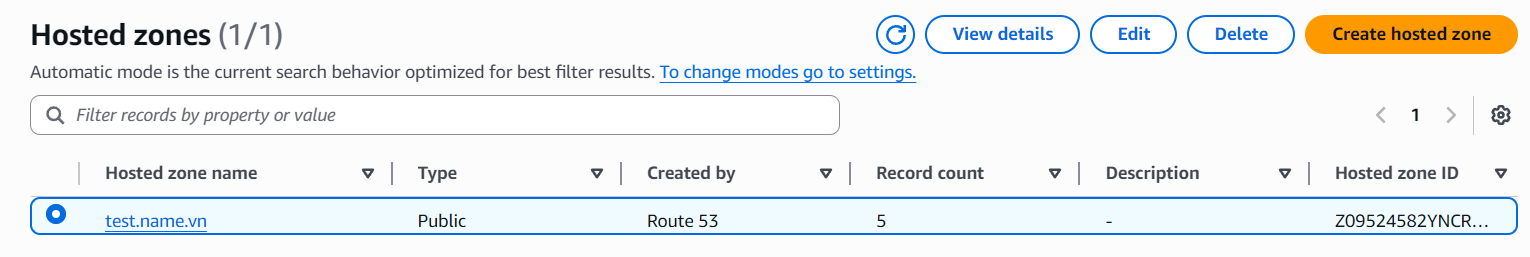 Hosted zones (1/1)
View details
Edit
Delete
Create hosted zone
Automatic mode is the current search behavior optimized for best filter results. To change modes go to settings.
Filter records by property or value
1
Hosted zone name
Type
Created by
Record count
Description
Hosted zone ID
test.name.vn
Public
Route 53
5
-
Z09524582YNCR...